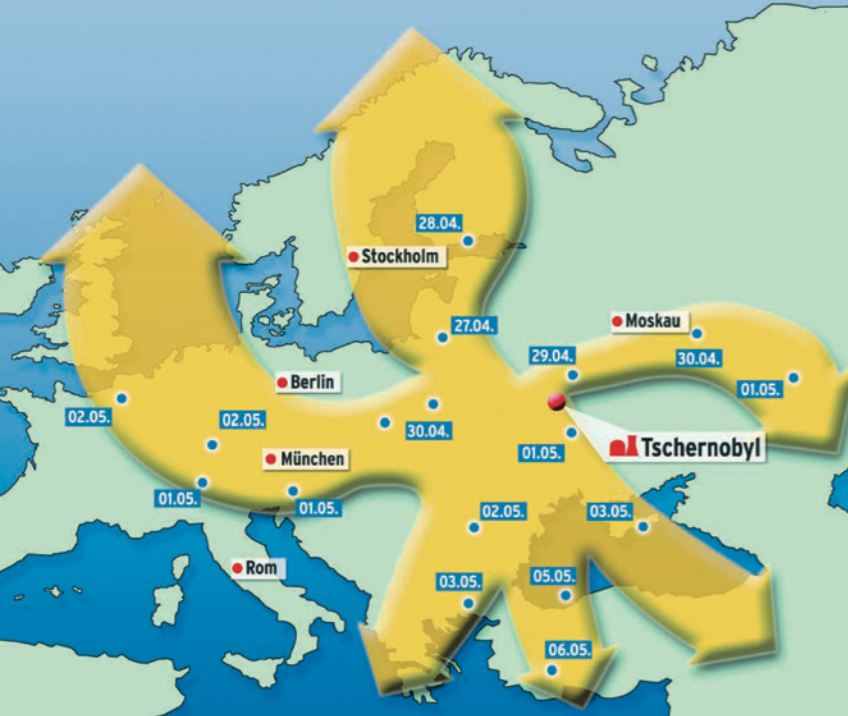 28.04.
Stockholm
27.04.
Moskau
29.04.
30.04.
Berlin
01.05.
02.05.
02.05.
30.04.
01.05.
Tschernobyl
München
01.05.
01.05.
02.05.
03.05.
Rom
03.05.
05.05.
06.05.